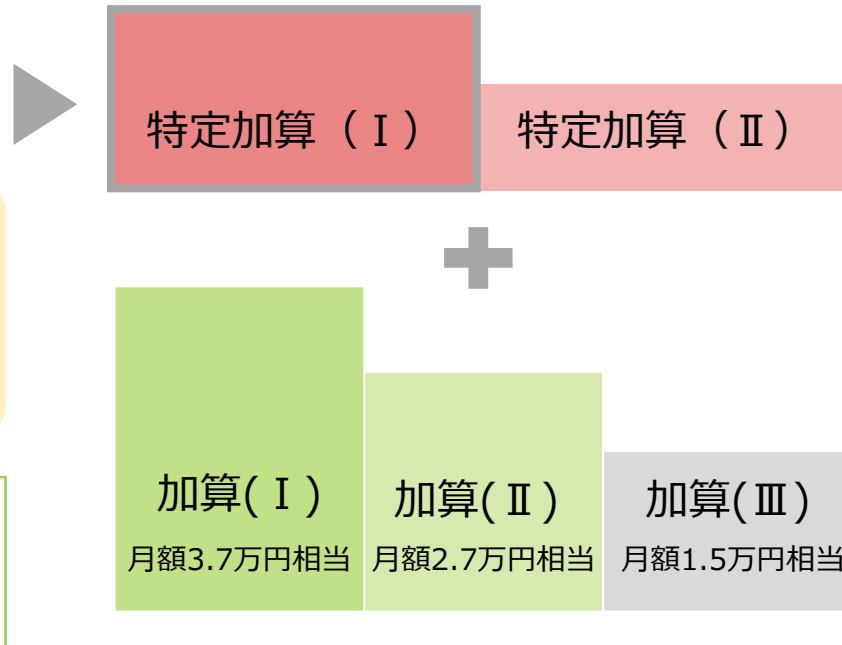 特定加算（Ⅰ）
特定加算（Ⅱ）
加算(Ⅰ)
月額3.7万円相当
加算(Ⅱ)
月額2.7万円相当
加算(Ⅲ)
月額1.5万円相当